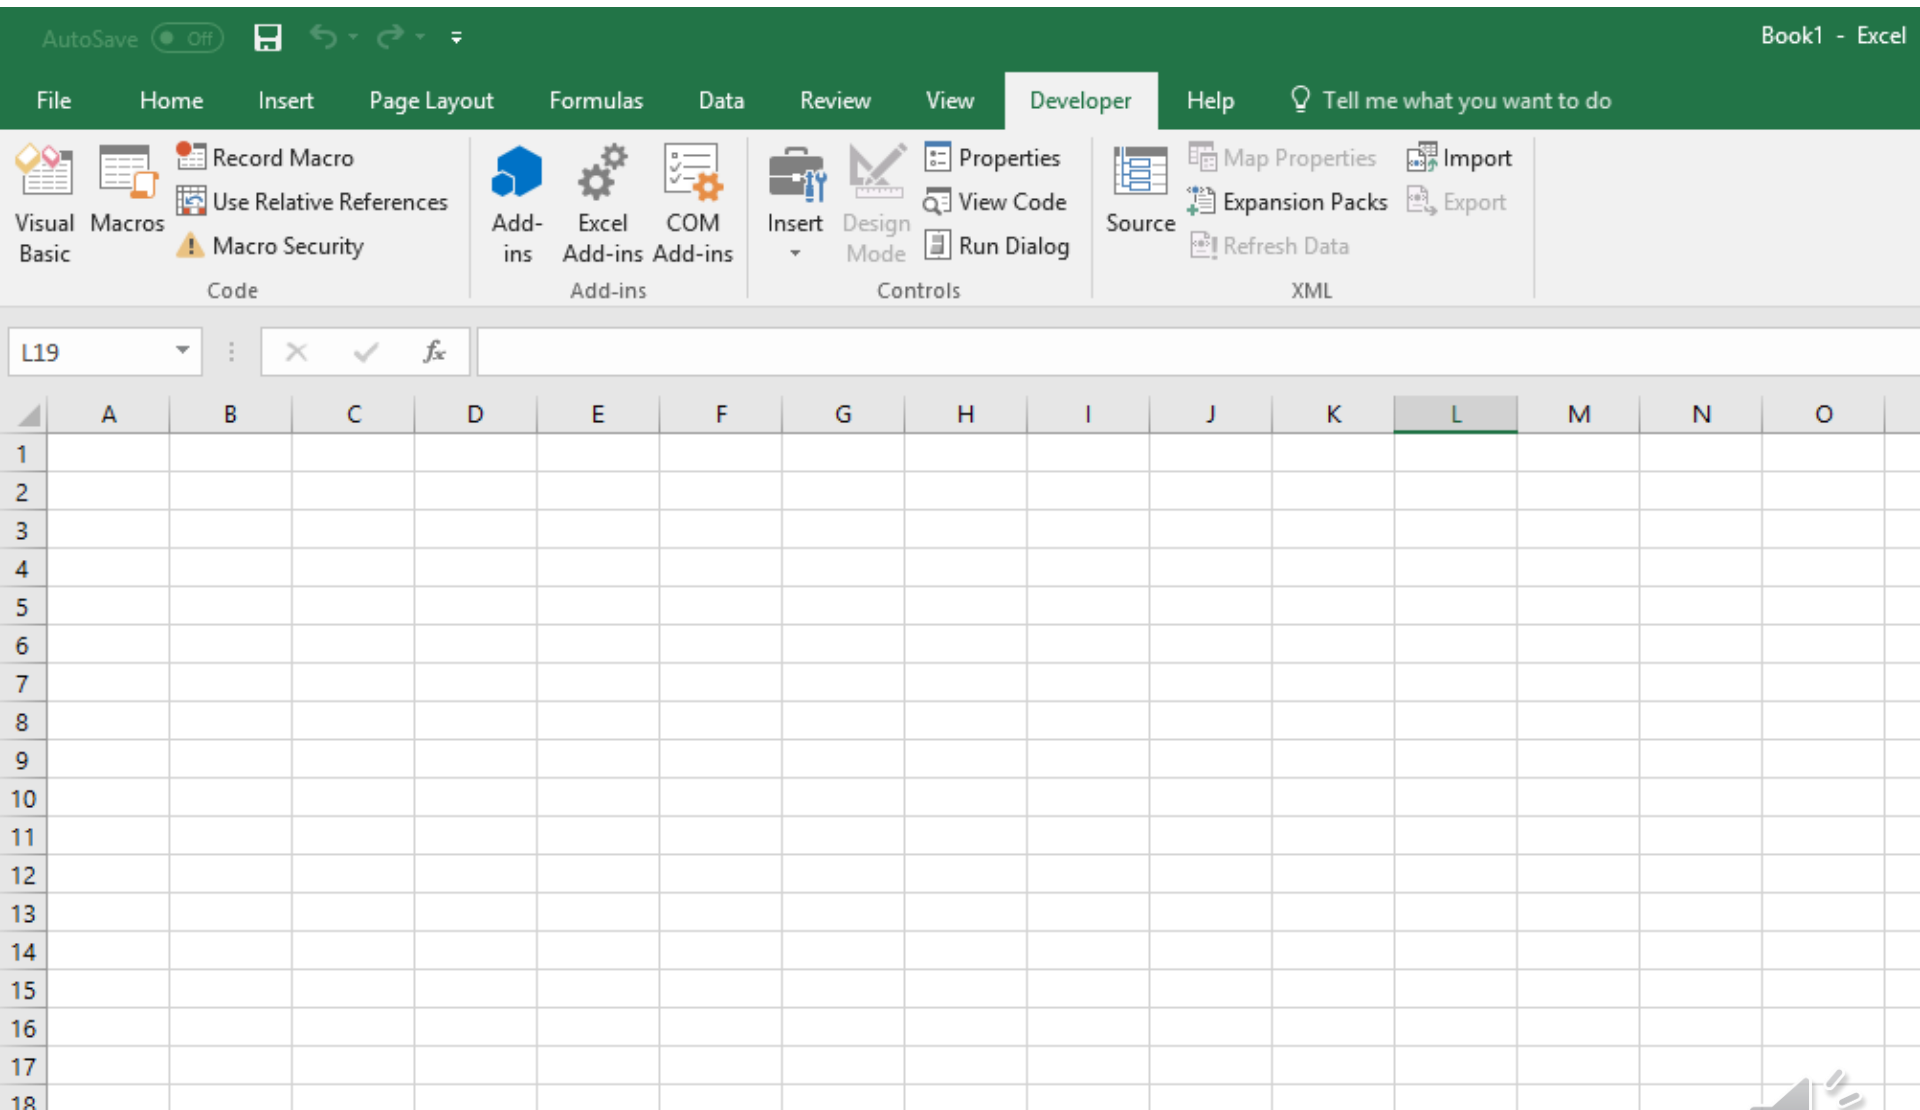 AutoSave Off
Book1 - Excel
File Home Insert Page Layout Formulas Data Review View Developer Help Tell me what you want to do
Visual Basic
Macros
Record Macro
Use Relative References
Macro Security
Code
Add-ins
Excel Add-ins
COM Add-ins
Add-ins
Insert
Design Mode
Properties
View Code
Run Dialog
Controls
Source
Map Properties
Expansion Packs
Refresh Data
Import
Export
XML
L19
fx
A B C D E F G H I J K L M N O
1
2
3
4
5
6
7
8
9
10
11
12
13
14
15
16
17
18